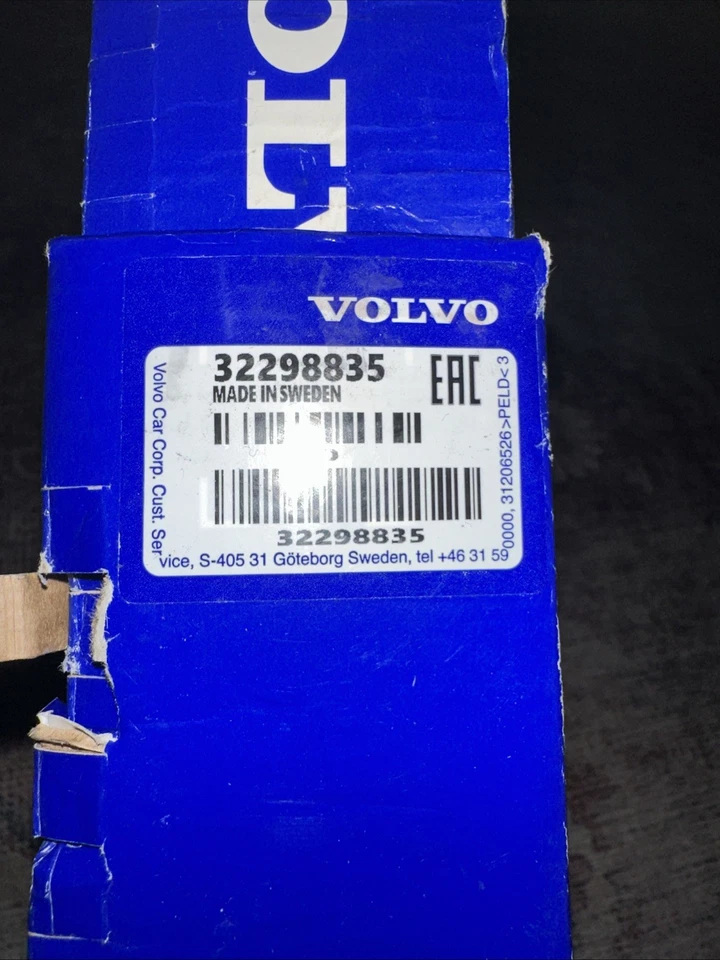 OLV
VOLVO
32298835
EAC
MADE IN SWEDEN
32298835
Volvo Car Corp. Cust. Ser
vice, S-405 31 Göteborg Sweden, tel +46 31 59
0000, 31206526>PELD<3